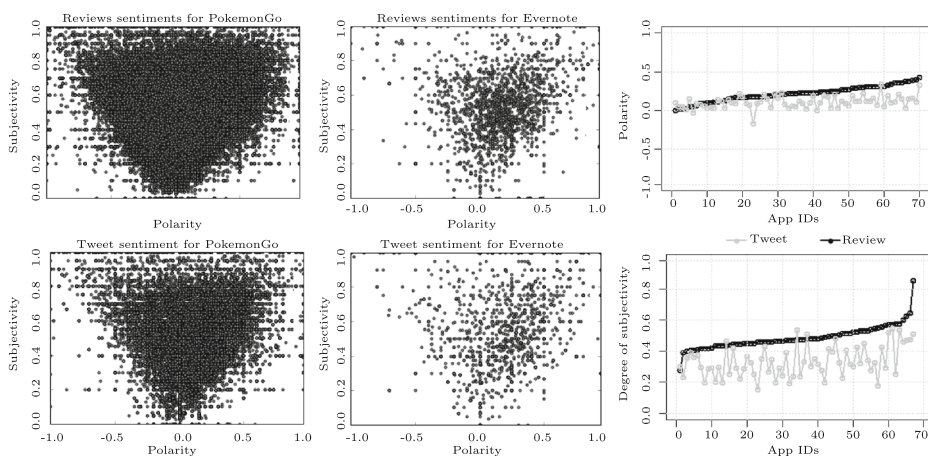 Reviews sentiments for PokemonGo
Subjectivity
0.0 0.2 0.4 0.6 0.8 1.0
Polarity
Reviews sentiments for Evernote
Subjectivity
0.0 0.2 0.4 0.6 0.8 1.0
-1.0 -0.5 0.0 0.5 1.0
Polarity
Polarity
-1.0 -0.5 0.0 0.5 1.0
0 10 20 30 40 50 60 70
App IDs
Tweet Review
Tweet sentiment for PokemonGo
Subjectivity
0.0 0.2 0.4 0.6 0.8 1.0
-1.0 -0.5 0.0 0.5 1.0
Polarity
Tweet sentiment for Evernote
Subjectivity
0.0 0.2 0.4 0.6 0.8 1.0
-1.0 -0.5 0.0 0.5 1.0
Polarity
Degree of subjectivity
0.0 0.2 0.4 0.6 0.8 1.0
0 10 20 30 40 50 60 70
App IDs